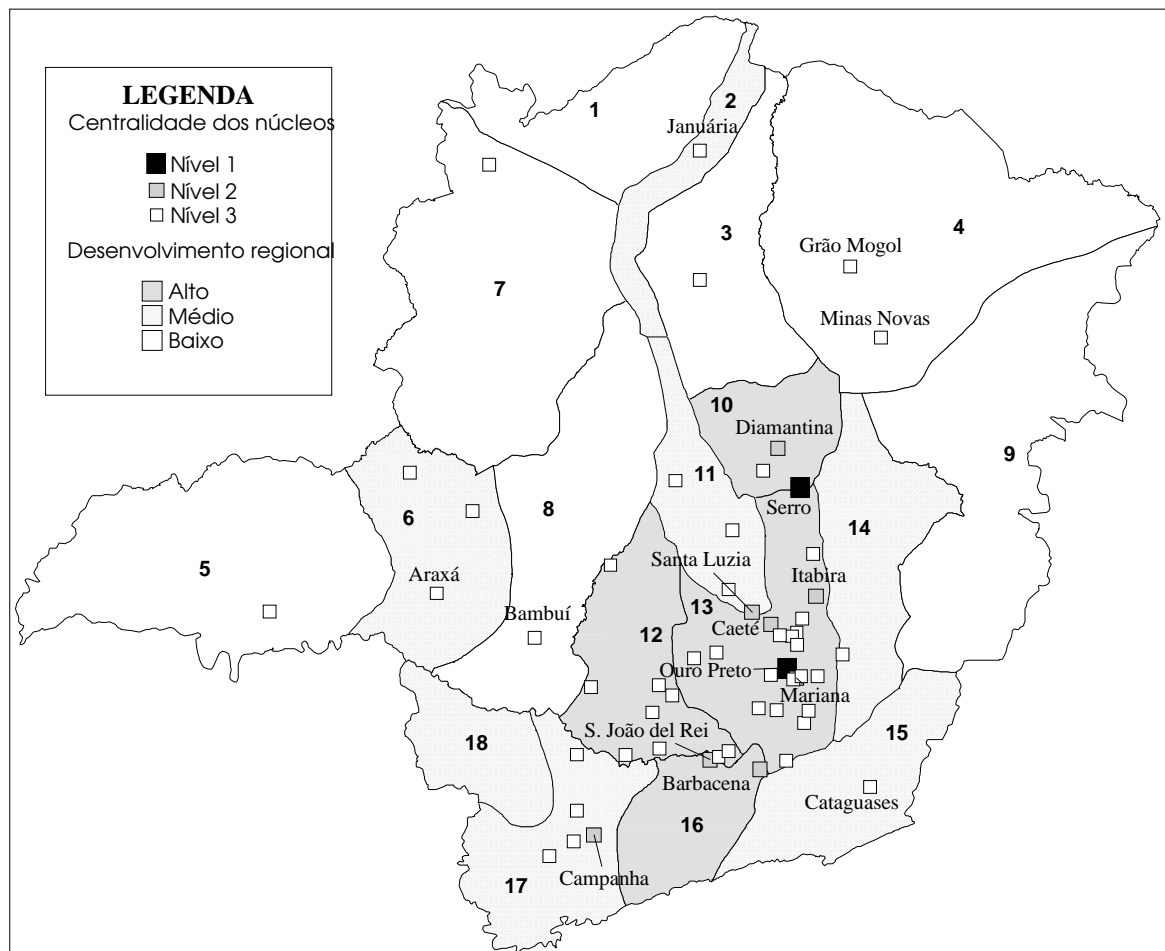 LEGENDA
Centralidade dos núcleos
Nível 1
Nível 2
Nível 3
Desenvolvimento regional
Alto
Médio
Baixo
1
2
Januária
3
4
Grão Mogol
7
Minas Novas
10
Diamantina
9
11
8
Serro
14
6
Santa Luzia
5
Araxá
Itabira
Bambuí
13
Caeté
12
Ouro Preto
Mariana
S. João del Rei
15
18
Barbacena
Cataguases
16
Campanha
17